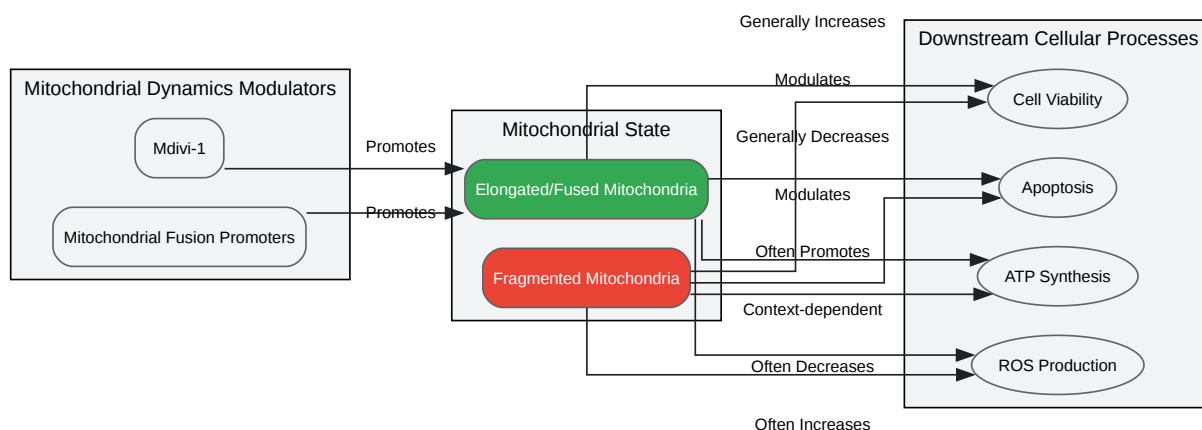 Generally Increases
Downstream Cellular Processes
Mitochondrial Dynamics Modulators
Modulates
Cell Viability
Mitochondrial State
Generally Decreases
Mdivi-1
Promotes
Elongated/Fused Mitochondria
Apoptosis
Modulates
Promotes
Mitochondrial Fusion Promoters
Often Promotes
Fragmented Mitochondria
ATP Synthesis
Context-dependent
Often Decreases
ROS Production
Often Increases